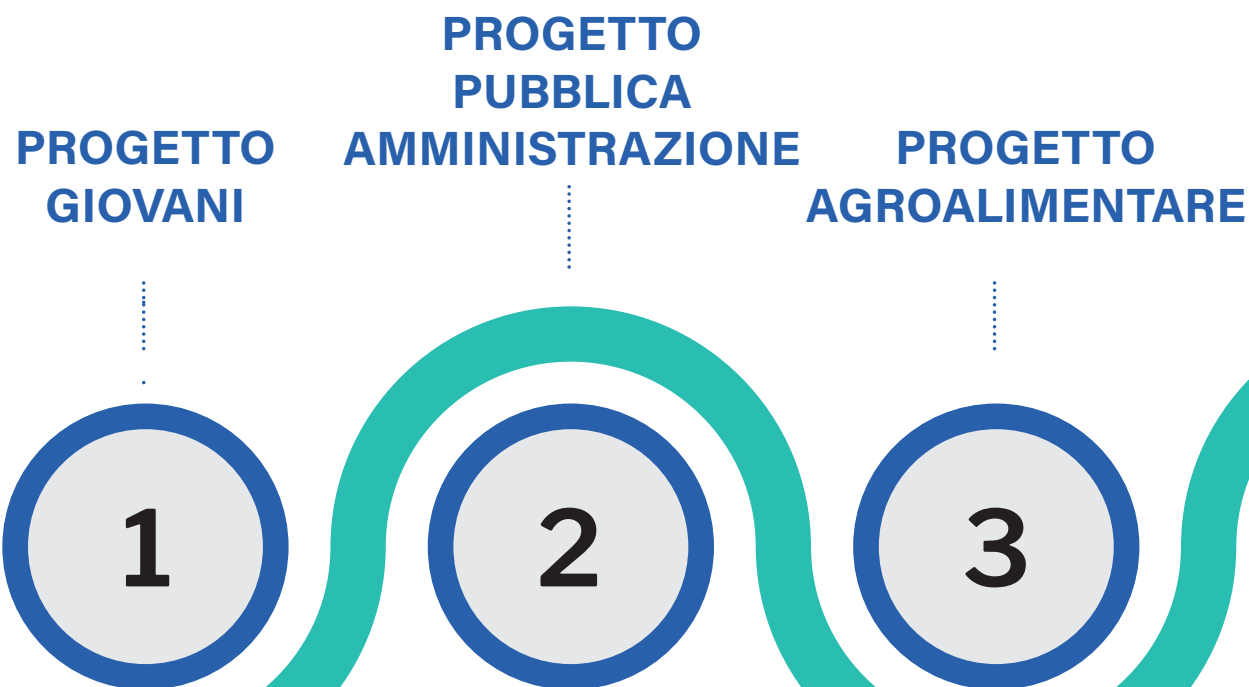 PROGETTO
GIOVANI
PROGETTO
PUBBLICA
AMMINISTRAZIONE
PROGETTO
AGROALIMENTARE
1
2
3